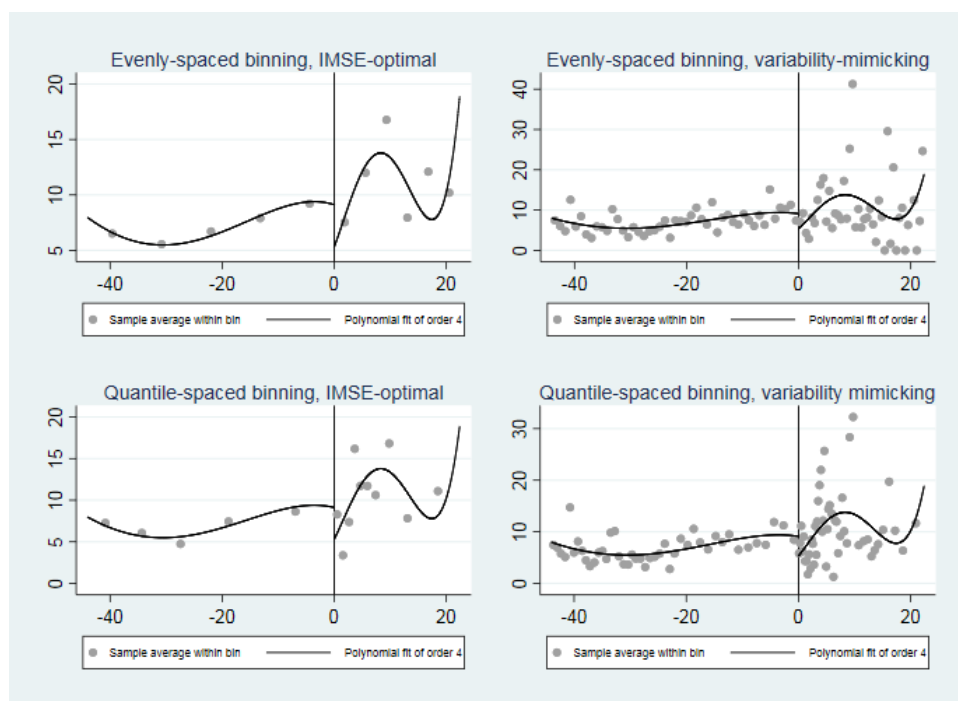 Evenly-spaced binning, IMSE-optimal
20
15
10
5
-40 -20 0 20
Sample average within bin Polynomial fit of order 4
Evenly-spaced binning, variability-mimicking
40
30
20
10
0
-40 -20 0 20
Sample average within bin Polynomial fit of order 4
Quantile-spaced binning, IMSE-optimal
20
15
10
5
0
-40 -20 0 20
Sample average within bin Polynomial fit of order 4
Quantile-spaced binning, variability mimicking
30
20
10
0
-40 -20 0 20
Sample average within bin Polynomial fit of order 4